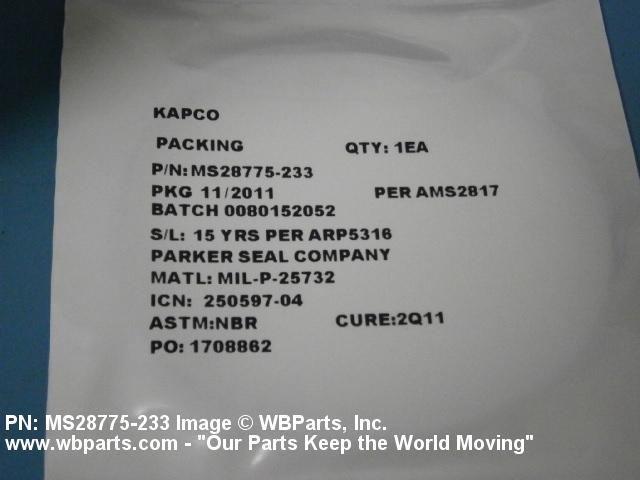 KAPCO
PACKING QTY: 1EA
P/N: MS28775-233
PKG 11/2011 PER AMS2817
BATCH 0080152052
S/L: 15 YRS PER ARP5316
PARKER SEAL COMPANY
MATL: MIL-P-25732
ICN: 250597-04
ASTM:NBR CURE:2Q11
PO: 1708862
PN: MS28775-233 Image © WBParts, Inc.
www.wbparts.com - "Our Parts Keep the World Moving"